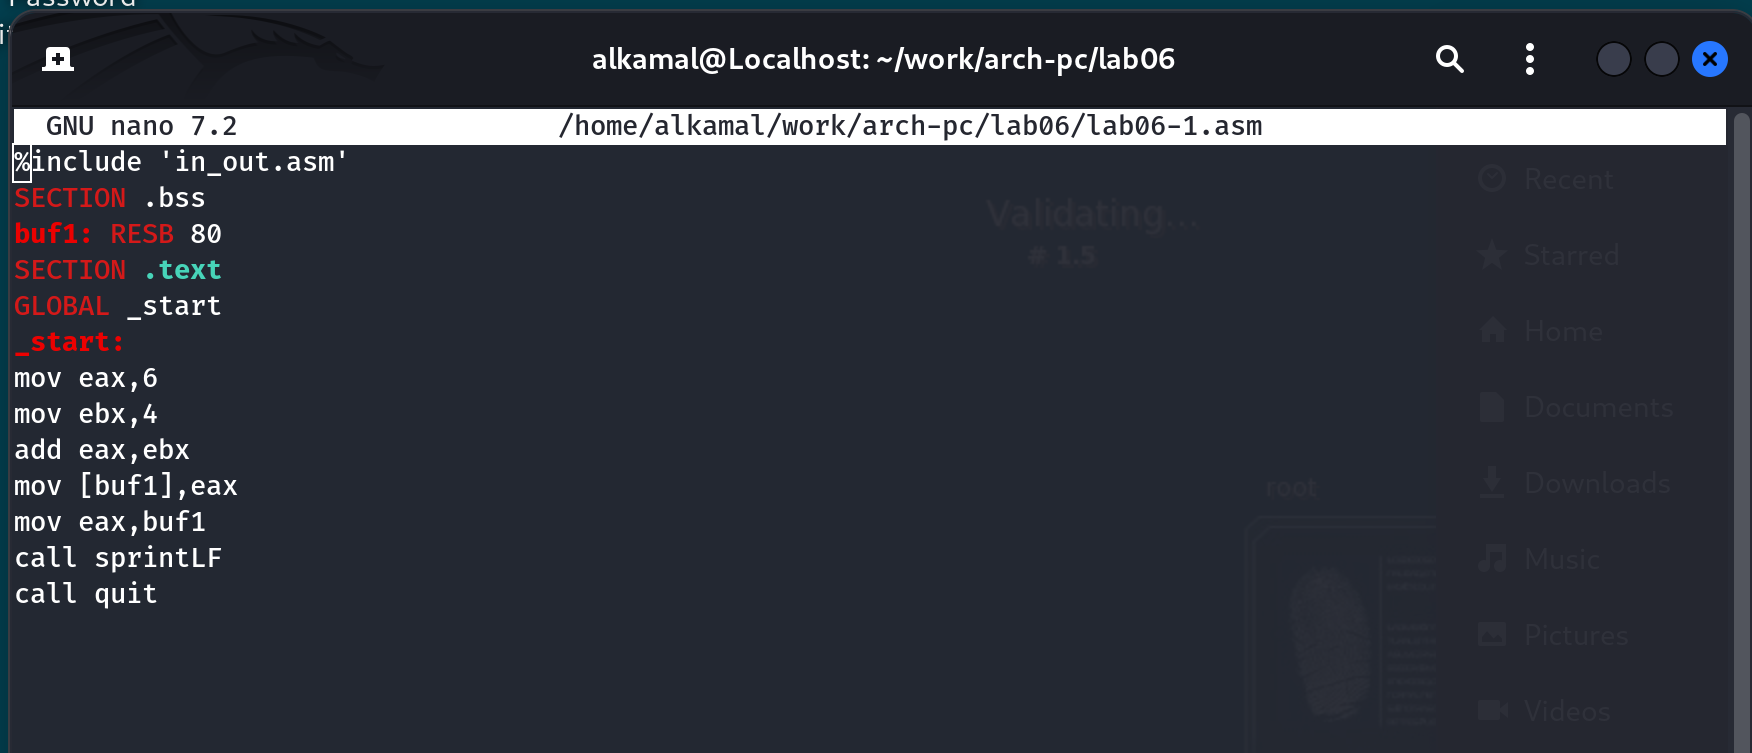 Password
alkamal@Localhost: ~/work/arch-pc/lab06
GNU nano 7.2 /home/alkamal/work/arch-pc/lab06/lab06-1.asm
%include 'in_out.asm'
SECTION .bss
buf1: RESB 80
SECTION .text
GLOBAL _start
_start:
mov eax,6
mov ebx,4
add eax,ebx
mov [buf1],eax
mov eax,buf1
call sprintLF
call quit
Validating...
# 1.5
root
Recent
Starred
Home
Documents
Downloads
Music
Pictures
Videos